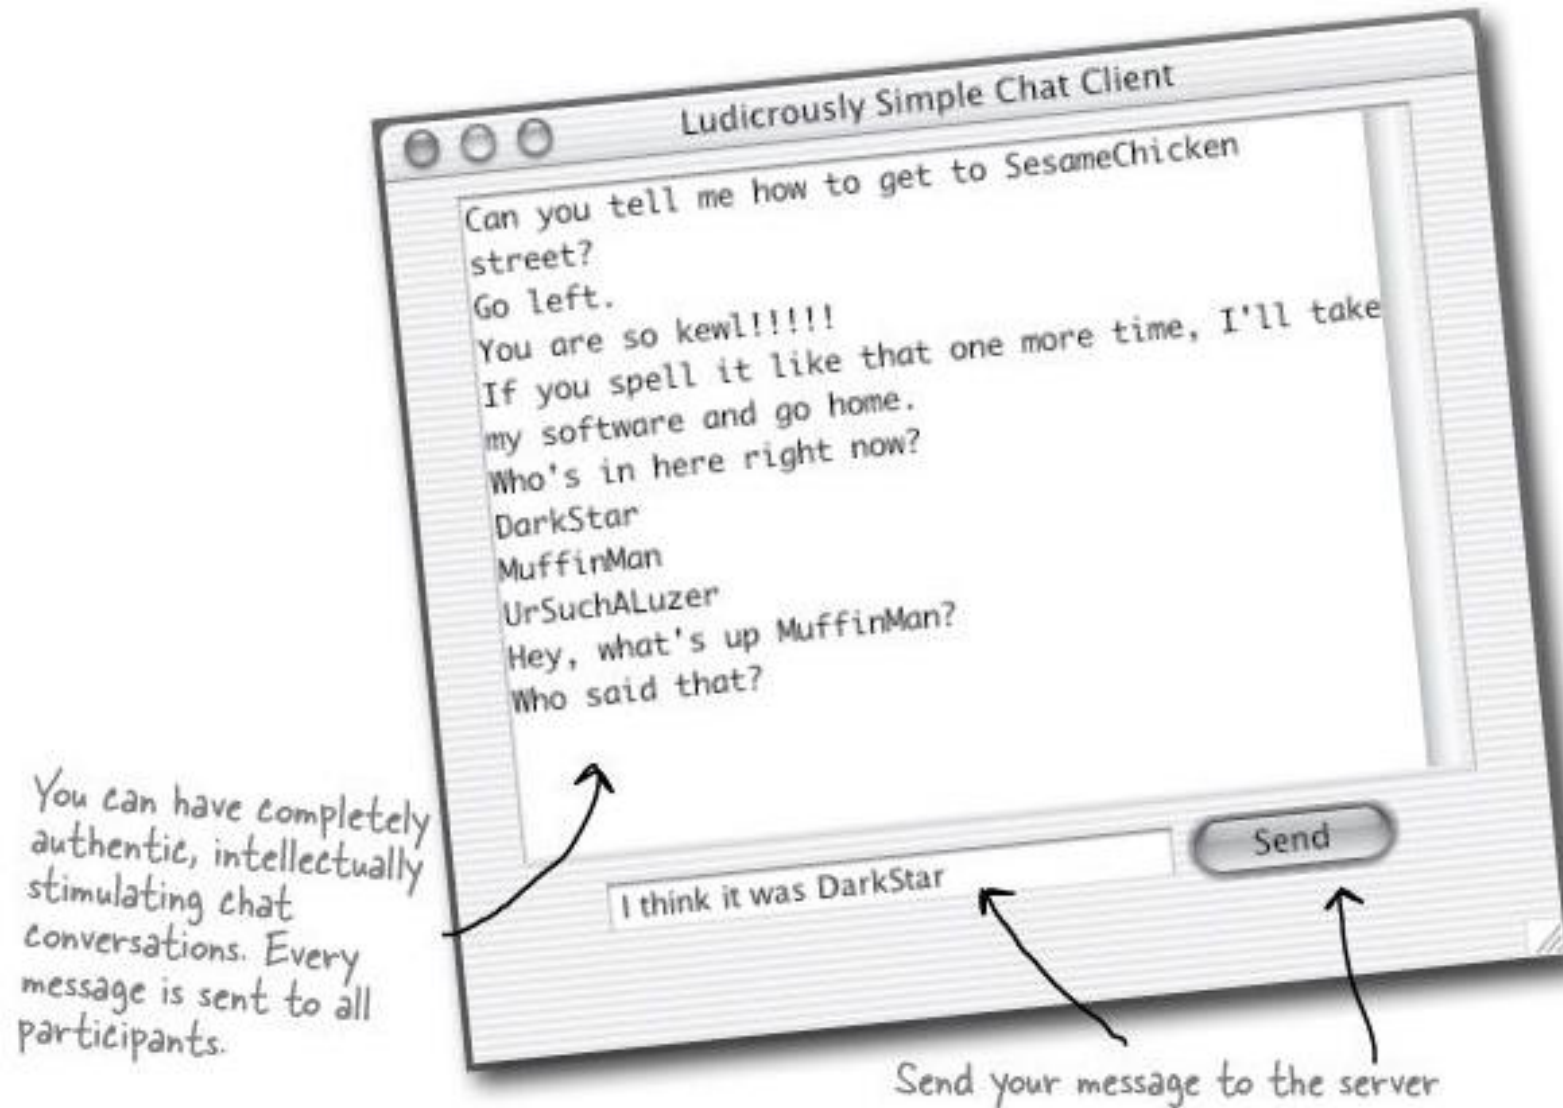 Ludicrously Simple Chat Client
Can you tell me how to get to SesameChicken
street?
Go left.
You are so kewl!!!!!
If you spell it like that one more time, I'll take
my software and go home.
Who's in here right now?
DarkStar
MuffinMan
UrSuchALuzer
Hey, what's up MuffinMan?
Who said that?
I think it was DarkStar
Send
You can have completely
authentic, intellectually
stimulating chat
conversations. Every
message is sent to all
participants.
Send your message to the server